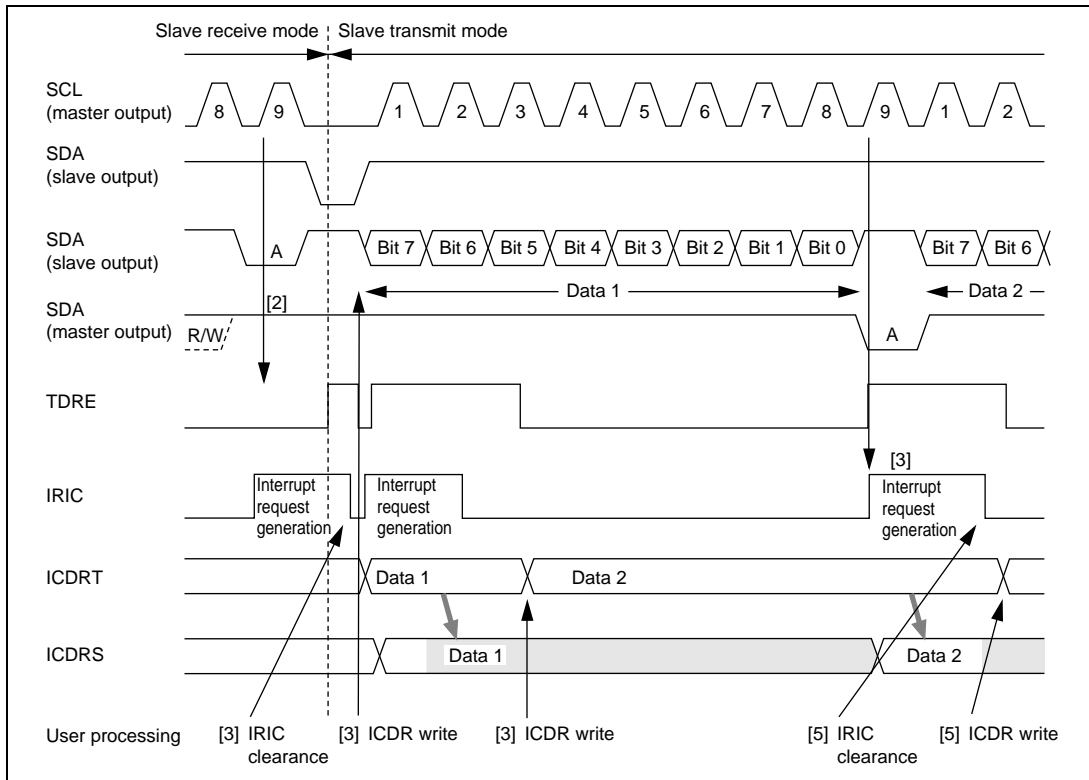 Slave receive mode Slave transmit mode
SCL
(master output)
8 9 1 2 3 4 5 6 7 8 9 1 2
SDA
(slave output)
SDA
(slave output)
A Bit 7 Bit 6 Bit 5 Bit 4 Bit 3 Bit 2 Bit 1 Bit 0 Bit 7 Bit 6
[2] Data 1 Data 2
SDA
(master output)
R/W A
TDRE
[3]
IRIC
Interrupt
request
generation
Interrupt
request
generation
Interrupt
request
generation
ICDRT Data 1 Data 2
ICDRS Data 1 Data 2
User processing
[3] IRIC
clearance
[3] ICDR write
[3] ICDR write
[5] IRIC
clearance
[5] ICDR write